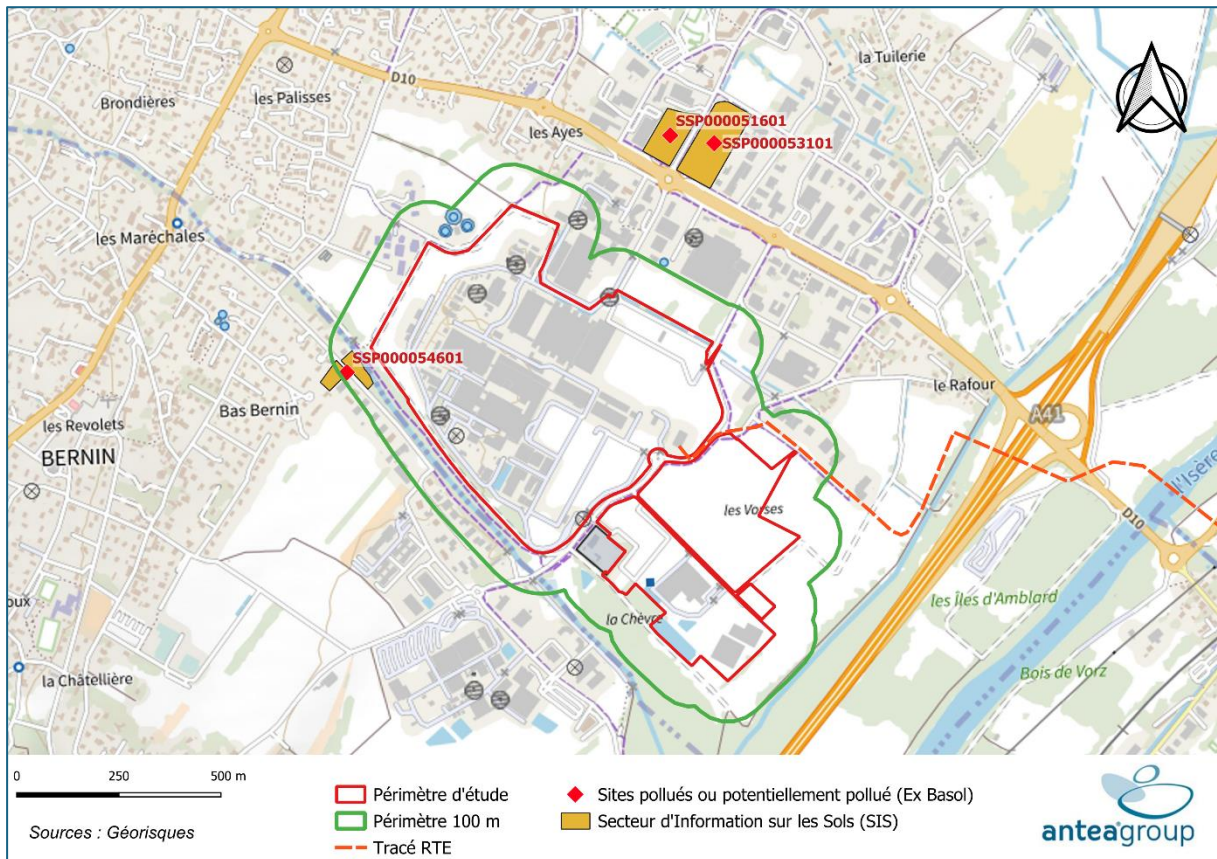 la Tuilerie
D10
Brondières
les Palisses
les Ayes
SSP000051601
SSP000053101
les Maréchales
SSP000054601
le Rafour
Bas Bernin
A41
les Revolets
BERNIN
l'Isère
les Vorses
D10
oux
les Îles d'Amblard
la Chèvre
Bois de Vorz
la Châtellière
0 250 500 m
Périmètre d'étude
Sites pollués ou potentiellement pollué (Ex Basol)
Périmètre 100 m
Secteur d'Information sur les Sols (SIS)
Sources : Géorisques
Tracé RTE
anteagroup